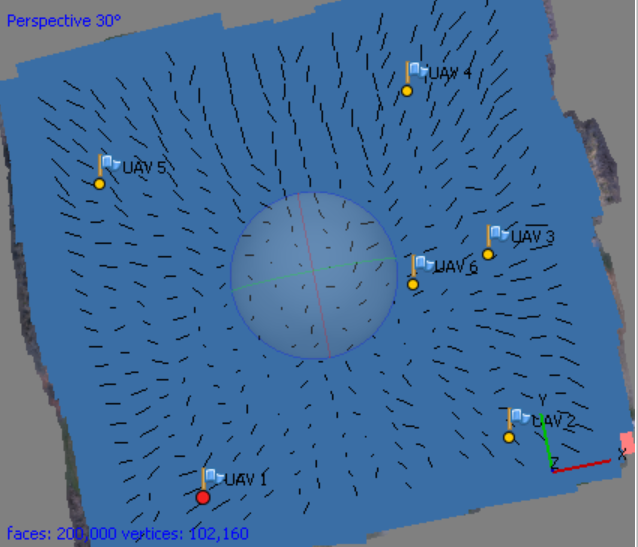 Perspective 30°
UAV 4
UAV 5
UAV 3
UAV 6
UAV 2
Y
X
Z
UAV 1
faces: 200,000 vertices: 102,160